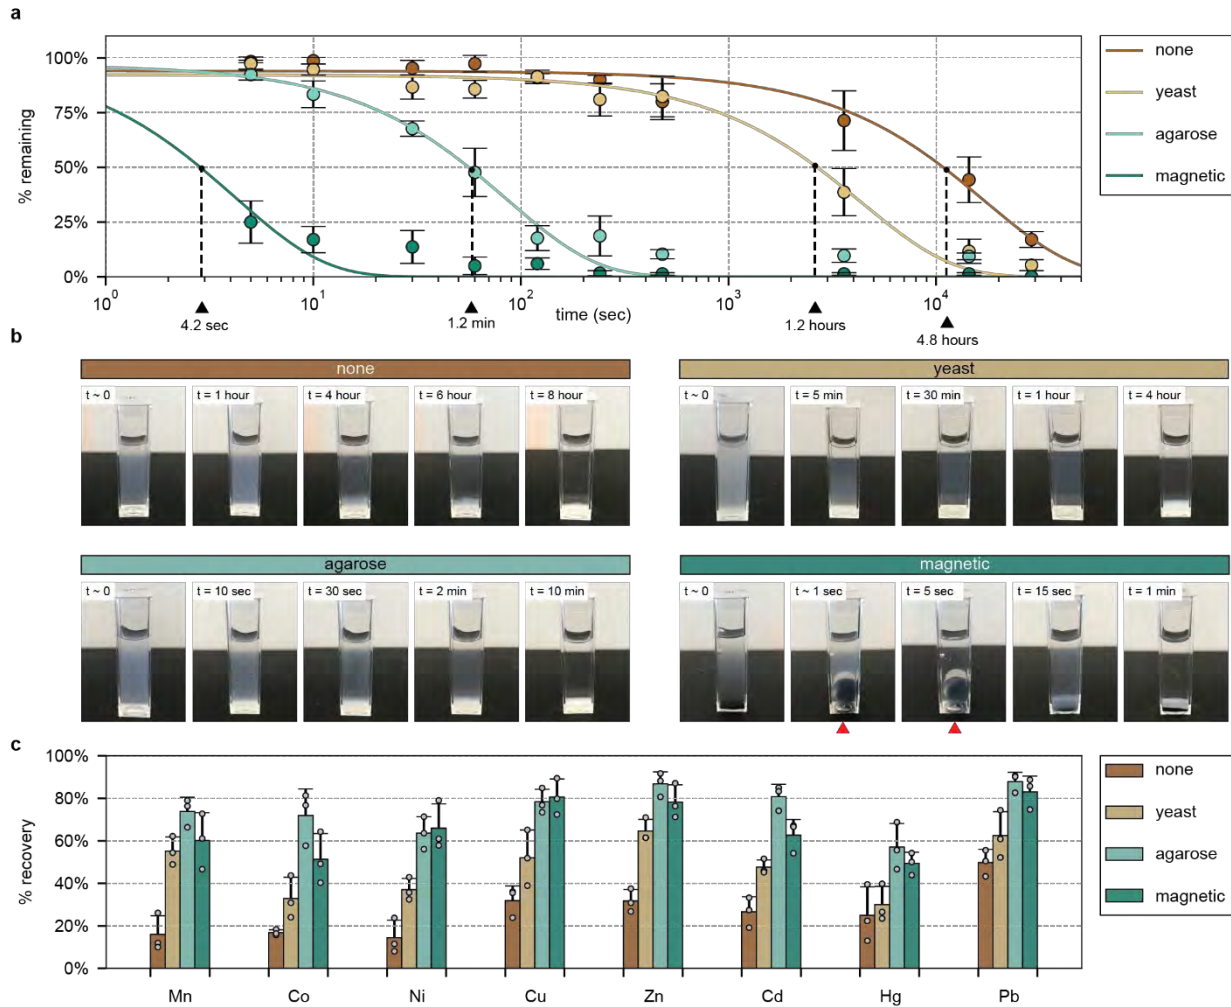 a
100%
75%
50%
25%
0%
% remaining
10^0
10^1
10^2
10^3
10^4
time (sec)
4.2 sec
1.2 min
1.2 hours
4.8 hours
none
yeast
agarose
magnetic
b
none
t ~ 0
t = 1 hour
t = 4 hour
t = 6 hour
t = 8 hour
yeast
t ~ 0
t = 5 min
t = 30 min
t = 1 hour
t = 4 hour
agarose
t ~ 0
t = 10 sec
t = 30 sec
t = 2 min
t = 10 min
magnetic
t ~ 0
t ~ 1 sec
t = 5 sec
t = 15 sec
t = 1 min
c
100%
80%
60%
40%
20%
0%
% recovery
Mn
Co
Ni
Cu
Zn
Cd
Hg
Pb
none
yeast
agarose
magnetic